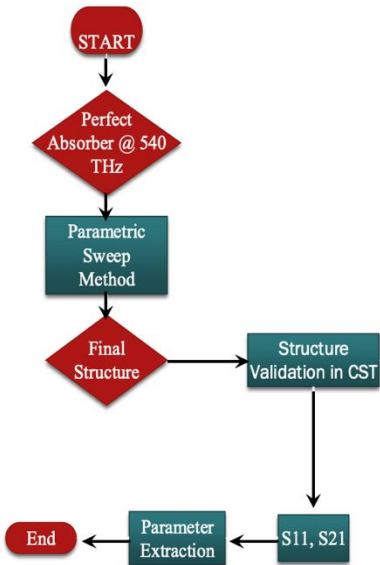 START
Perfect
Absorber @ 540
THz
Parametric
Sweep
Method
Final
Structure
Structure
Validation in CST
S11, S21
Parameter
Extraction
End